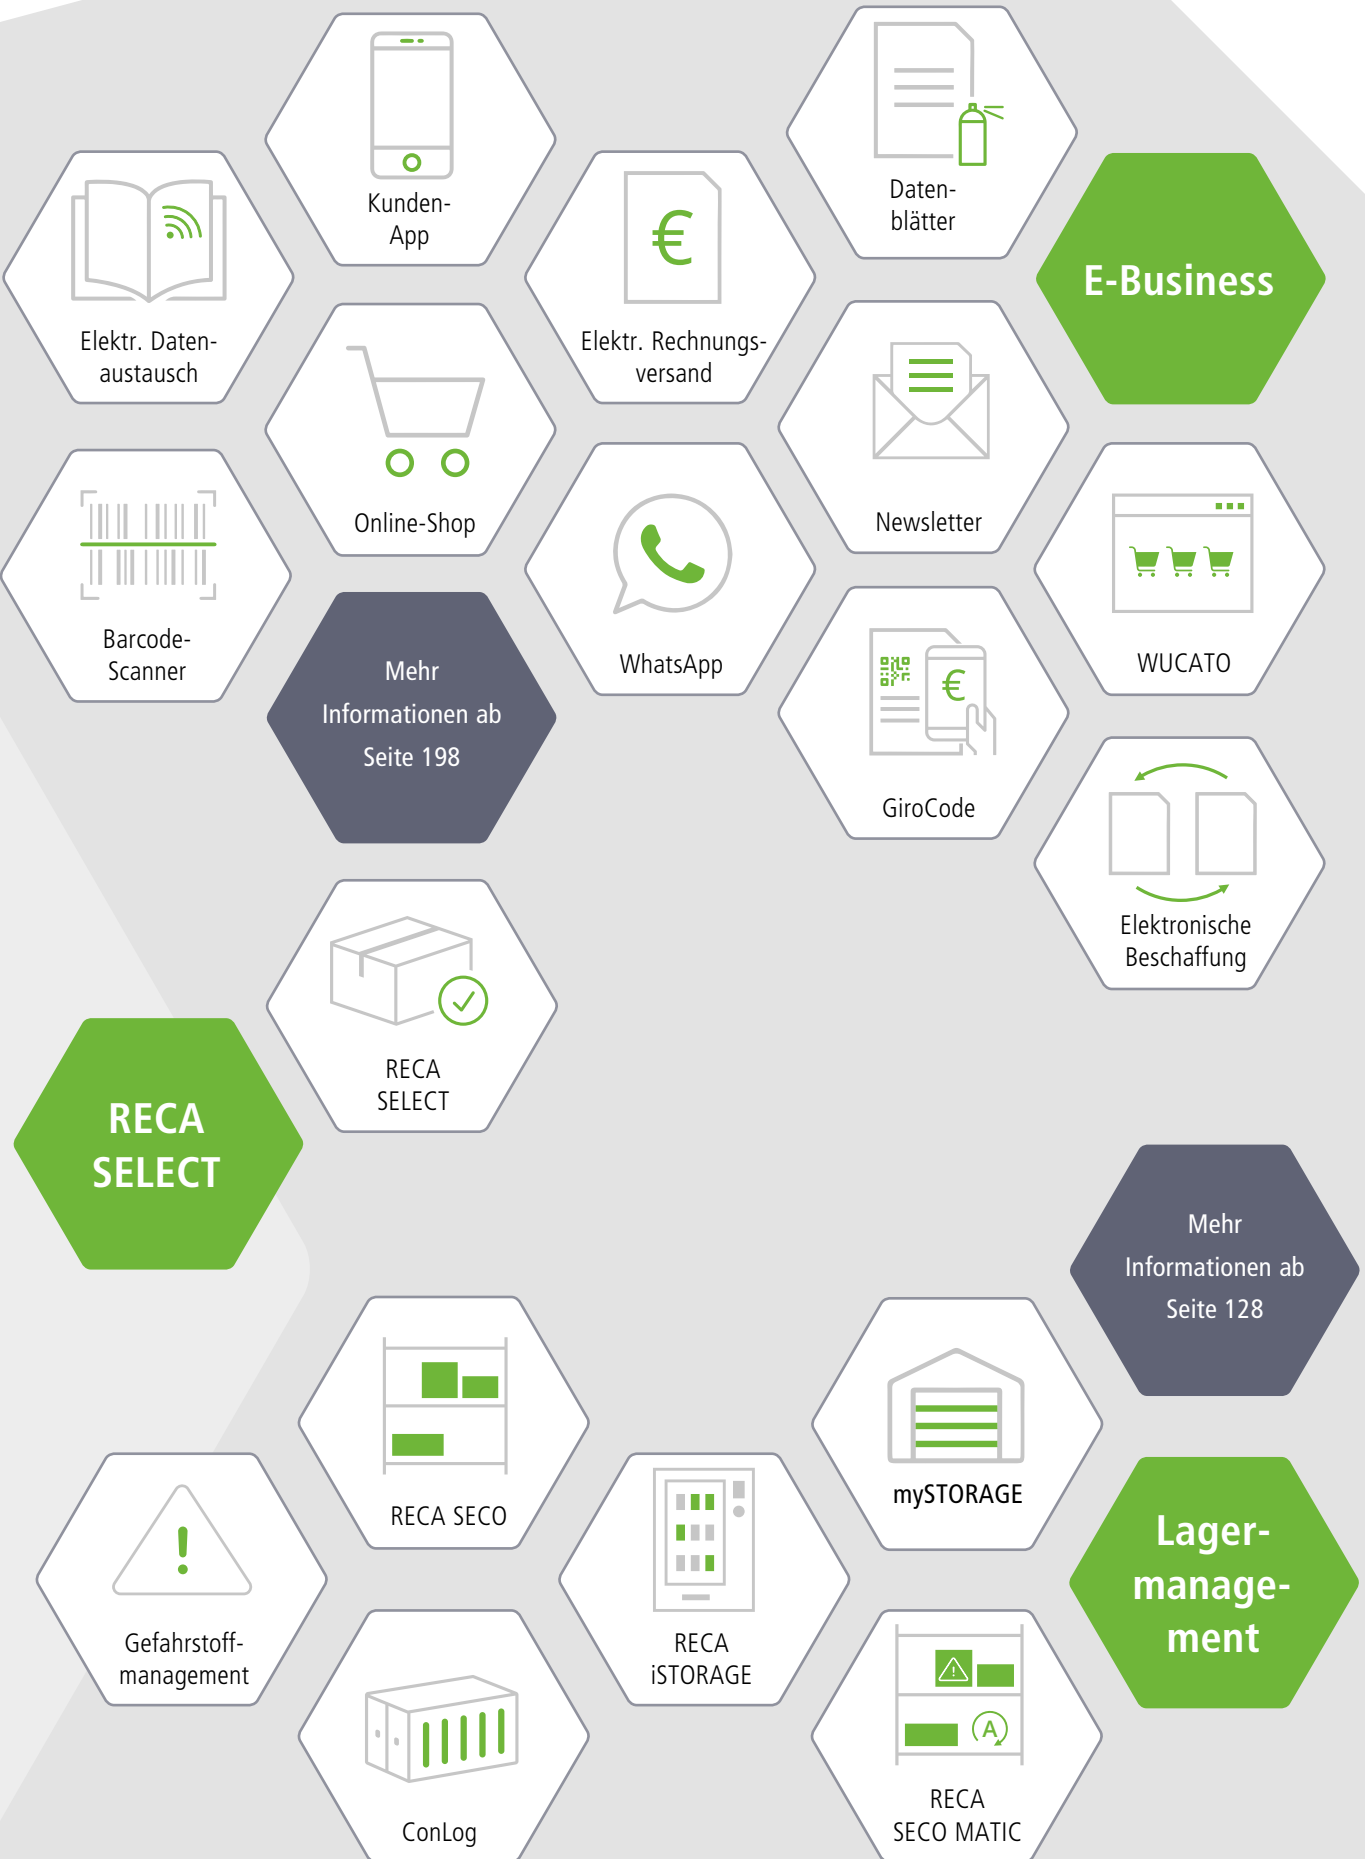 Kunden-
App
Daten-
blätter
E-Business
Elektr. Daten-
austausch
Elektr. Rechnungs-
versand
€
Online-Shop
Newsletter
Barcode-
Scanner
WhatsApp
WUCATO
Mehr
Informationen ab
Seite 198
€
GiroCode
Elektronische
Beschaffung
RECA
SELECT
RECA
SELECT
Mehr
Informationen ab
Seite 128
RECA SECO
mySTORAGE
Lager-
manage-
ment
!
Gefahrstoff-
management
RECA
iSTORAGE
!
A
ConLog
RECA
SECO MATIC